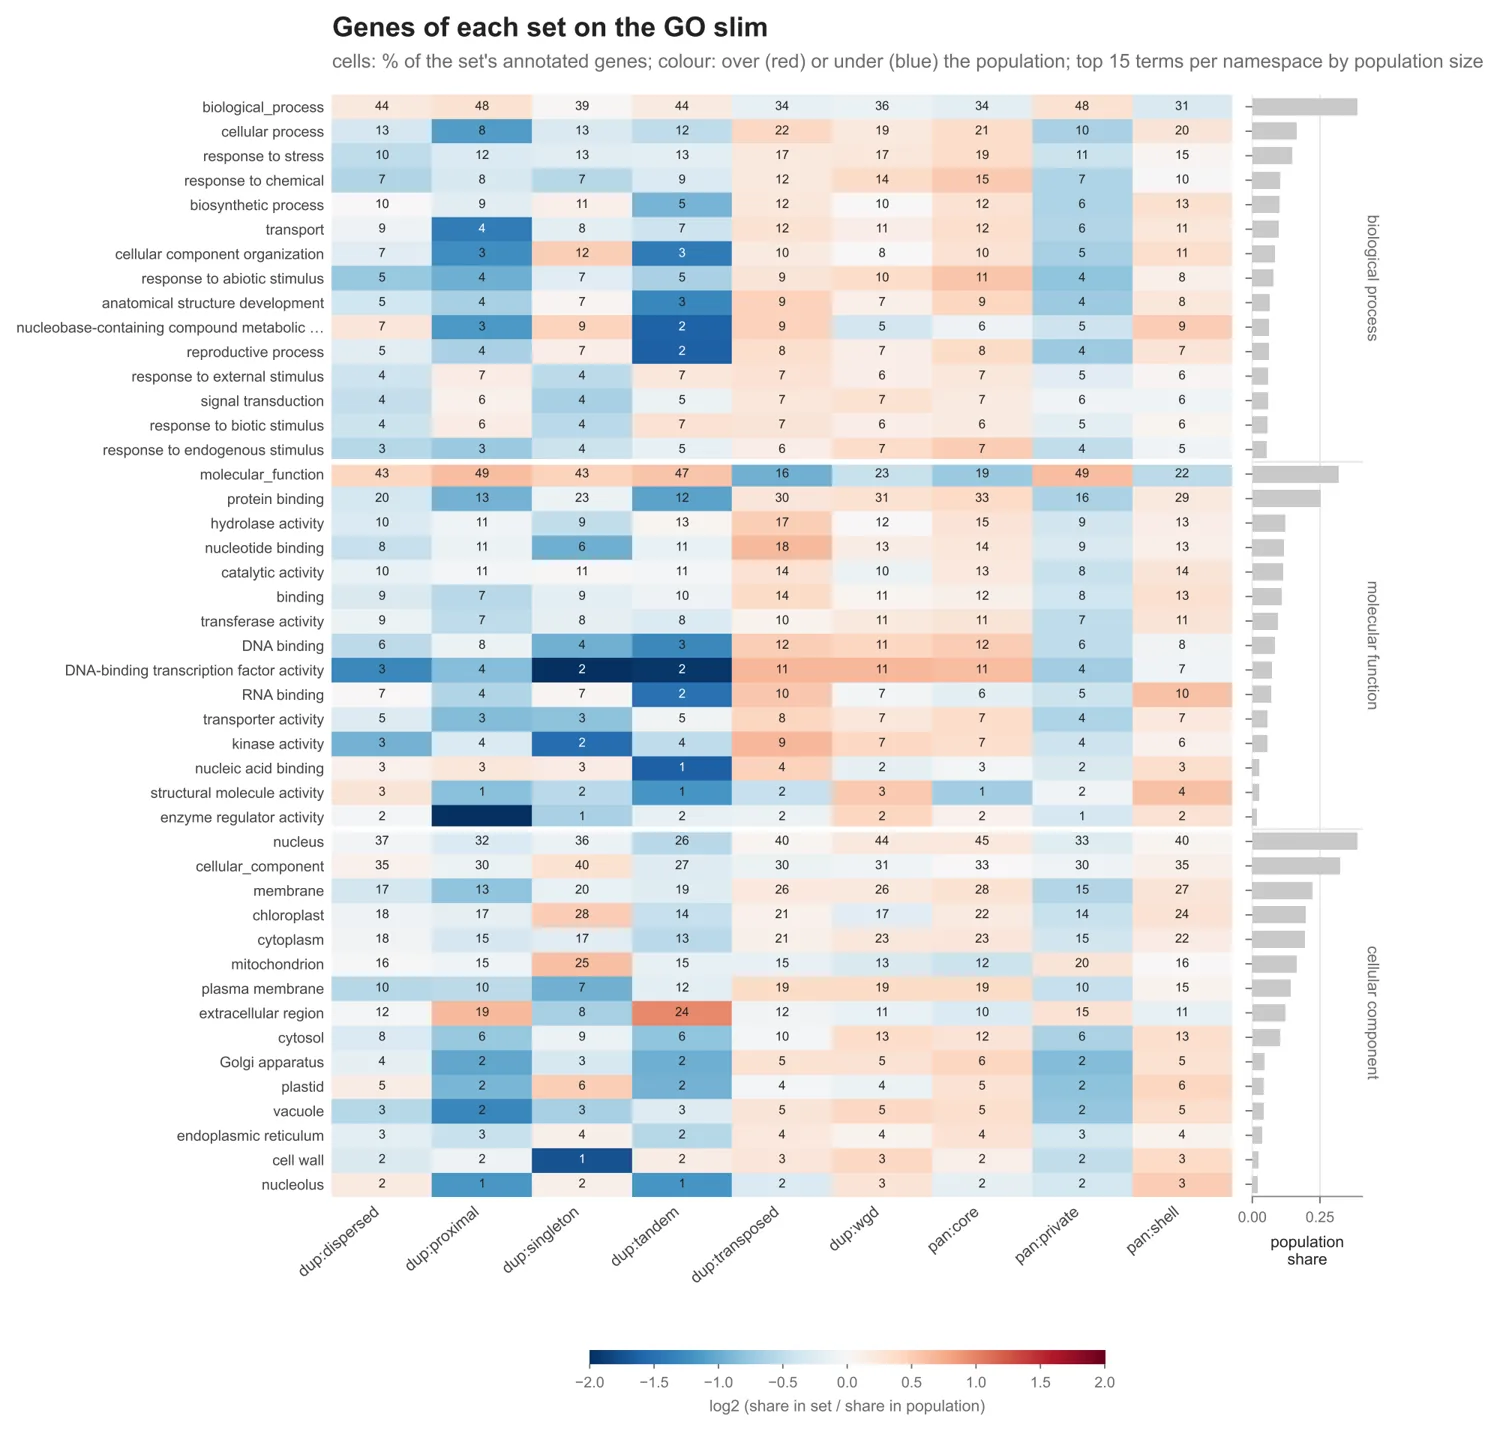 Genes of each set on the GO slim
cells: % of the set's annotated genes; colour: over (red) or under (blue) the population; top 15 terms per namespace by population size
biological_process 44 48 39 44 34 36 34 48 31
cellular process 13 8 13 12 22 19 21 10 20
response to stress 10 12 13 13 17 17 19 11 15
response to chemical 7 8 7 9 12 14 15 7 10
biosynthetic process 10 9 11 5 12 10 12 6 13
transport 9 4 8 7 12 11 12 6 11
cellular component organization 7 3 12 3 10 8 10 5 11
response to abiotic stimulus 5 4 7 5 9 10 11 4 8
anatomical structure development 5 4 7 3 9 7 9 4 8
nucleobase-containing compound metabolic … 7 3 9 2 9 5 6 5 9
reproductive process 5 4 7 2 8 7 8 4 7
response to external stimulus 4 7 4 7 7 6 7 5 6
signal transduction 4 6 4 5 7 7 7 6 6
response to biotic stimulus 4 6 4 7 7 6 6 5 6
response to endogenous stimulus 3 3 4 5 6 7 7 4 5
biological process
molecular_function 43 49 43 47 16 23 19 49 22
protein binding 20 13 23 12 30 31 33 16 29
hydrolase activity 10 11 9 13 17 12 15 9 13
nucleotide binding 8 11 6 11 18 13 14 9 13
catalytic activity 10 11 11 11 14 10 13 8 14
binding 9 7 9 10 14 11 12 8 13
transferase activity 9 7 8 8 10 11 11 7 11
DNA binding 6 8 4 3 12 11 12 6 8
DNA-binding transcription factor activity 3 4 2 2 11 11 11 4 7
RNA binding 7 4 7 2 10 7 6 5 10
transporter activity 5 3 3 5 8 7 7 4 7
kinase activity 3 4 2 4 9 7 7 4 6
nucleic acid binding 3 3 3 1 4 2 3 2 3
structural molecule activity 3 1 2 1 2 3 1 2 4
enzyme regulator activity 2 1 2 2 2 2 1 2
molecular function
nucleus 37 32 36 26 40 44 45 33 40
cellular_component 35 30 40 27 30 31 33 30 35
membrane 17 13 20 19 26 26 28 15 27
chloroplast 18 17 28 14 21 17 22 14 24
cytoplasm 18 15 17 13 21 23 23 15 22
mitochondrion 16 15 25 15 15 13 12 20 16
plasma membrane 10 10 7 12 19 19 19 10 15
extracellular region 12 19 8 24 12 11 10 15 11
cytosol 8 6 9 6 10 13 12 6 13
Golgi apparatus 4 2 3 2 5 5 6 2 5
plastid 5 2 6 2 4 4 5 2 6
vacuole 3 2 3 3 5 5 5 2 5
endoplasmic reticulum 3 3 4 2 4 4 4 3 4
cell wall 2 2 1 2 3 3 2 2 3
nucleolus 2 1 2 1 2 3 2 2 3
cellular component
dup:dispersed dup:proximal dup:singleton dup:tandem dup:transposed dup:wgd pan:core pan:private pan:shell
0.00 0.25
population
share
−2.0 −1.5 −1.0 −0.5 0.0 0.5 1.0 1.5 2.0
log2 (share in set / share in population)